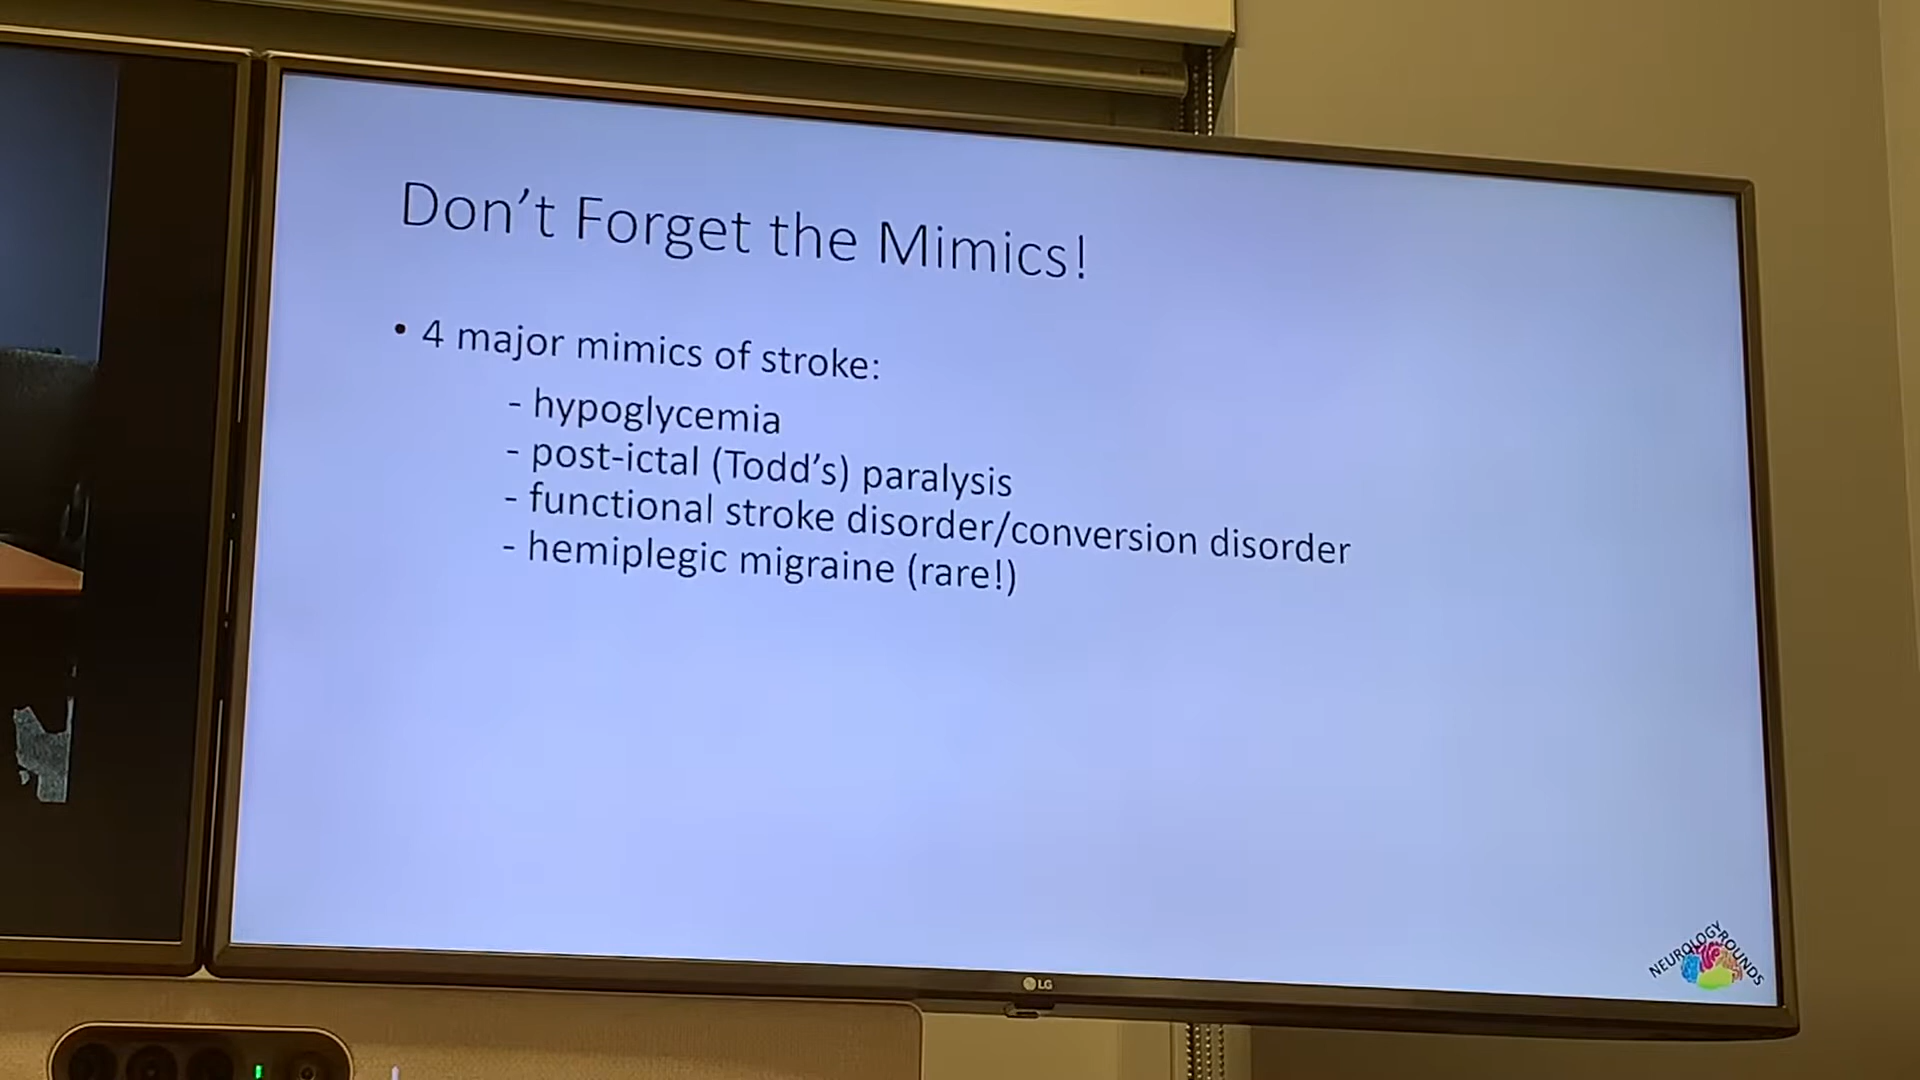 Don't Forget the Mimics!
• 4 major mimics of stroke:
- hypoglycemia
- post-ictal (Todd's) paralysis
- functional stroke disorder/conversion disorder
- hemiplegic migraine (rare!)
NEUROLOGY ROUNDS
LG